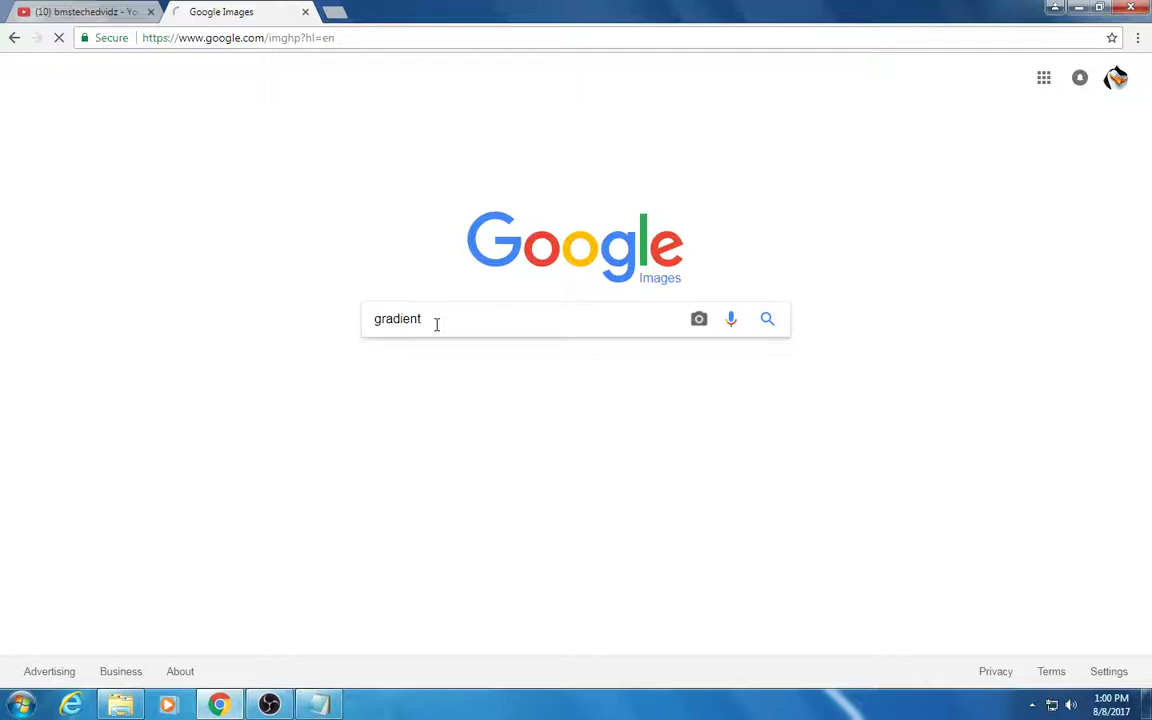 (10) bmstechedvidz - Yo
Google Images
Secure
https://www.google.com/imghp?hl=en
Google
Images
gradient
Advertising
Business
About
Privacy
Terms
Settings
1:00 PM
8/8/2017